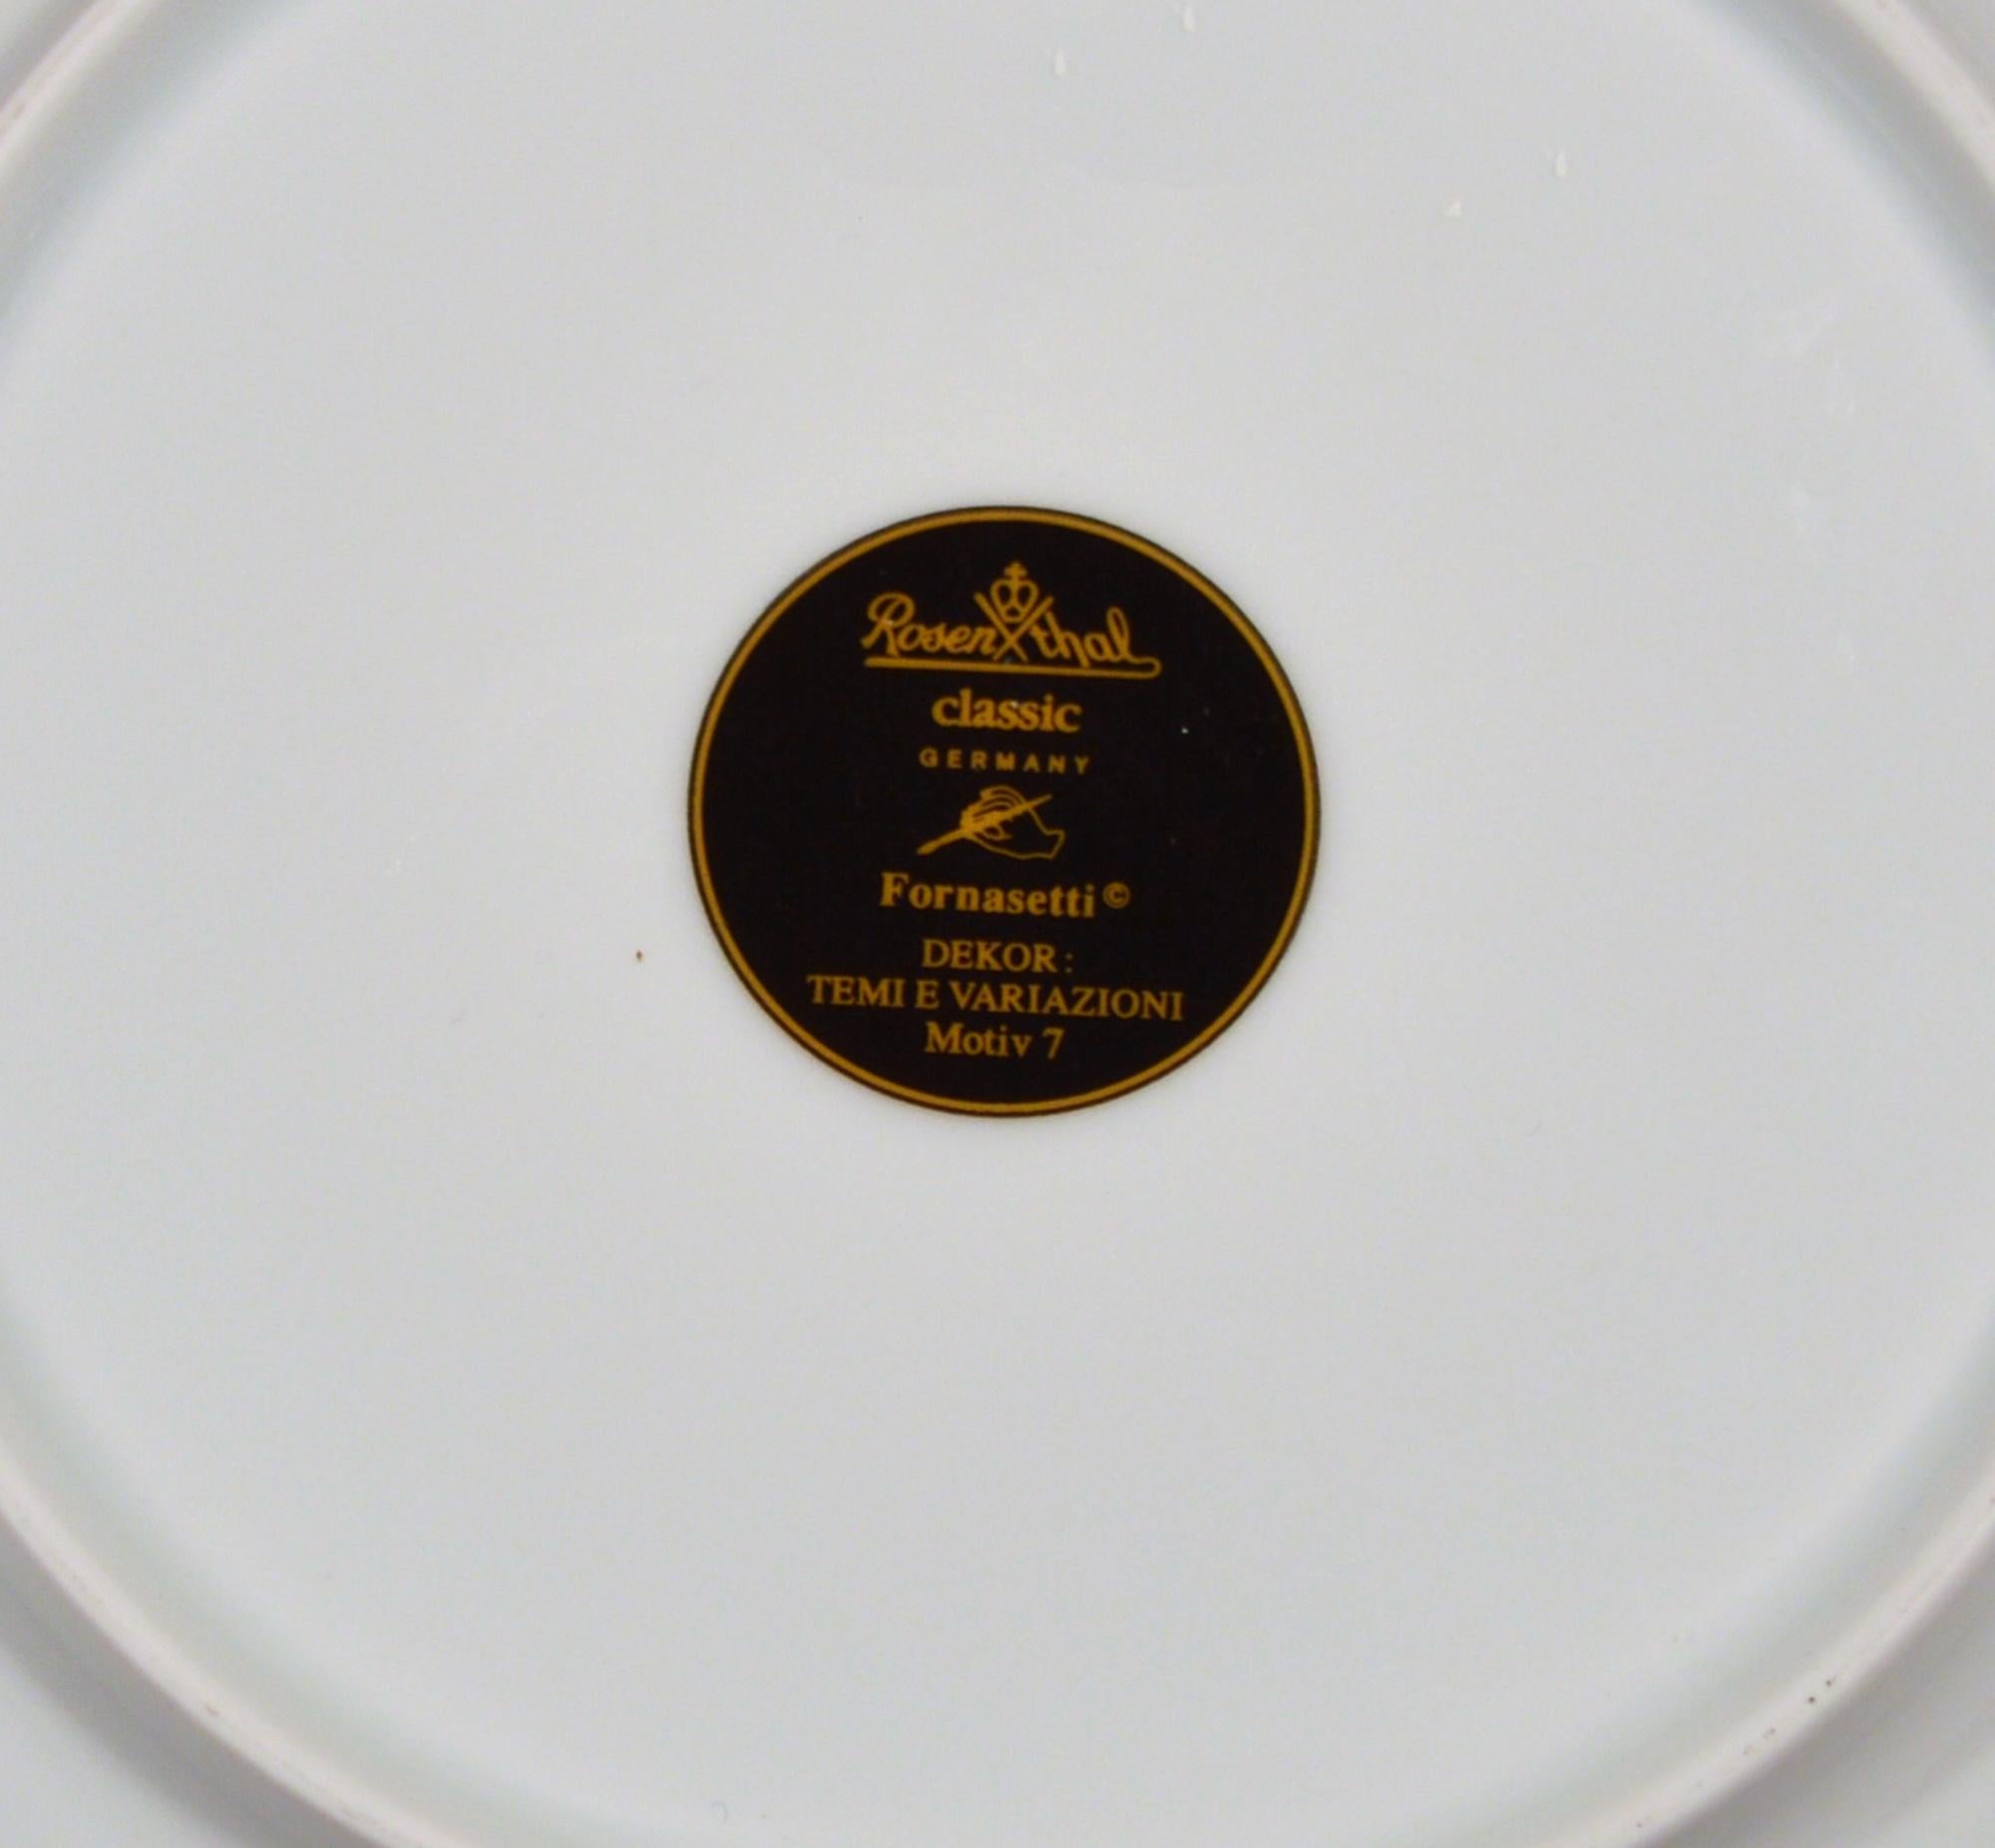 Rosenthal
classic
GERMANY
Fornasetti ©
DEKOR:
TEMI E VARIAZIONI
Motiv 7